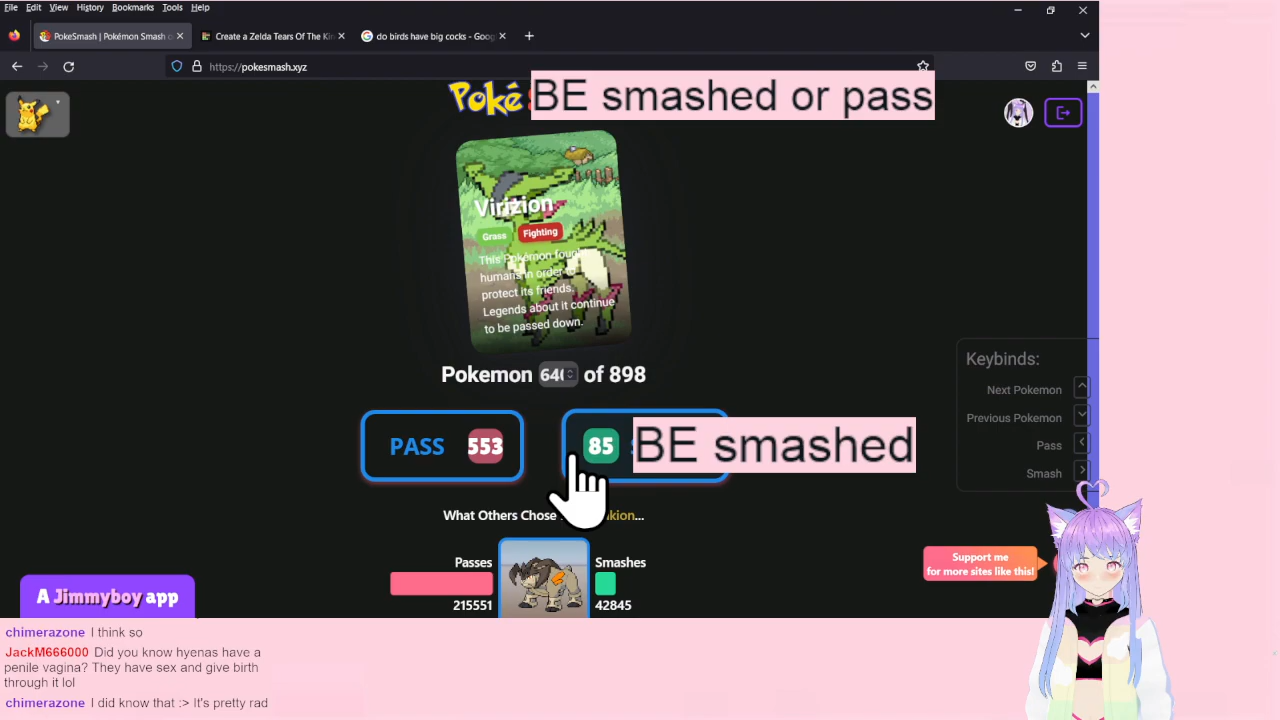 File Edit View History Bookmarks Tools Help
PokeSmash | Pokémon Smash o
Create a Zelda Tears Of The Kin
do birds have big cocks - Goog
https://pokesmash.xyz
Poké BE smashed or pass
Virizion
Grass Fighting
This Pokémon fought
humans in order to
protect its friends.
Legends about it continue
to be passed down.
Pokemon 640 of 898
PASS 553
85 BE smashed
Keybinds:
Next Pokemon
Previous Pokemon
Pass
Smash
What Others Chose kion...
Passes
215551
Smashes
42845
Support me
for more sites like this!
A Jimmyboy app
chimerazone I think so
JackM666000 Did you know hyenas have a
penile vagina? They have sex and give birth
through it lol
chimerazone I did know that :> It's pretty rad